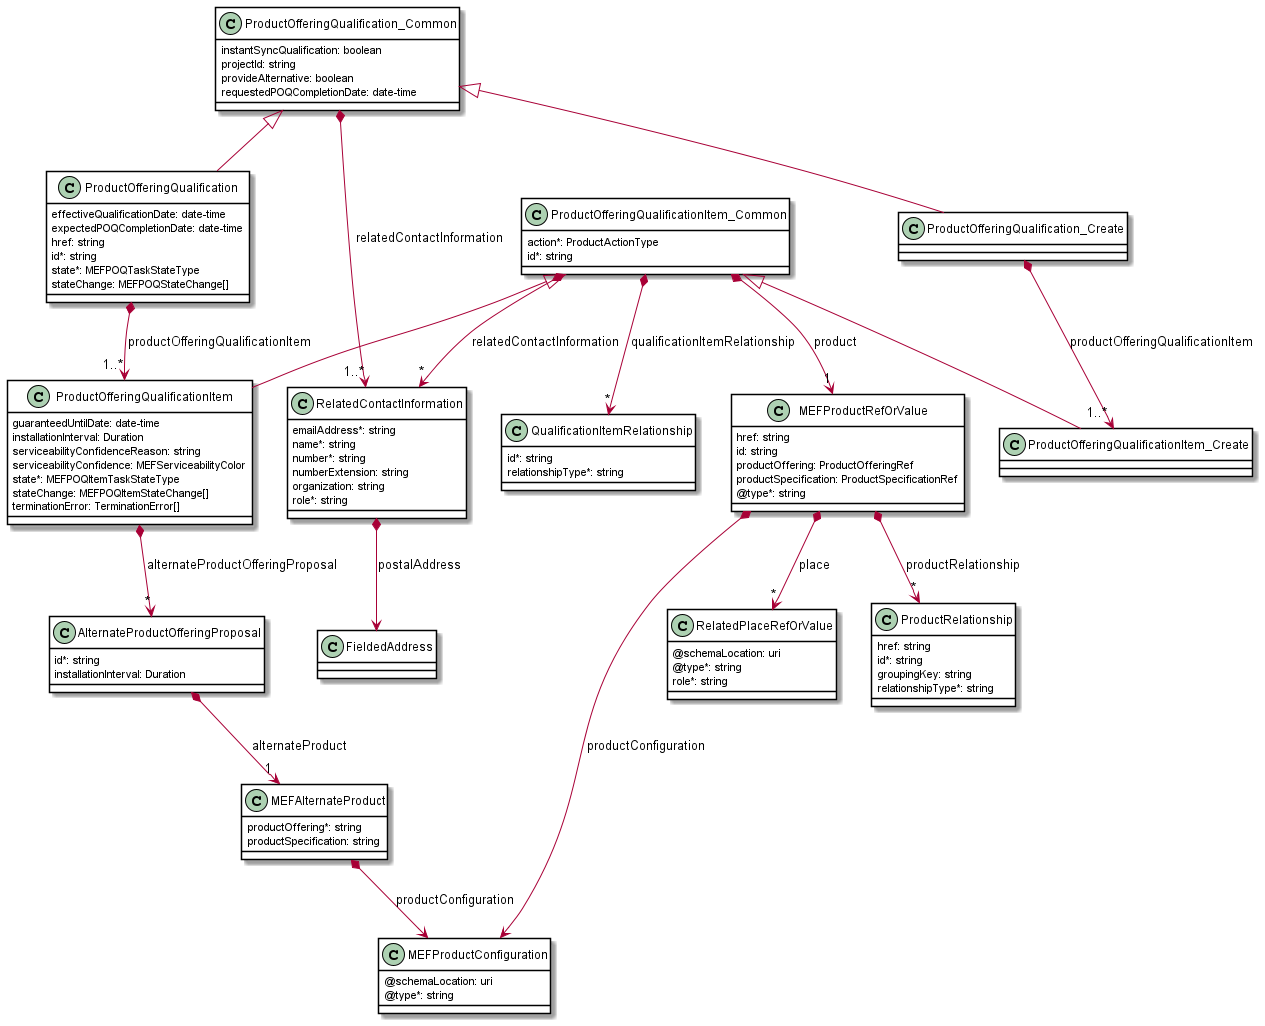 C ProductOfferingQualification_Common
instantSyncQualification: boolean
projectId: string
provideAlternative: boolean
requestedPOQCompletionDate: date-time
C ProductOfferingQualification
effectiveQualificationDate: date-time
expectedPOQCompletionDate: date-time
href: string
id*: string
state*: MEFPOQTaskStateType
stateChange: MEFPOQStateChange[]
C ProductOfferingQualificationItem_Common
action*: ProductActionType
id*: string
C ProductOfferingQualification_Create
relatedContactInformation
productOfferingQualificationItem
1..*
relatedContactInformation
1..*
*
qualificationItemRelationship
*
product
1
productOfferingQualificationItem
1..*
C ProductOfferingQualificationItem
guaranteedUntilDate: date-time
installationInterval: Duration
serviceabilityConfidenceReason: string
serviceabilityConfidence: MEFServiceabilityColor
state*: MEFPOQItemTaskStateType
stateChange: MEFPOQItemStateChange[]
terminationError: TerminationError[]
C RelatedContactInformation
emailAddress*: string
name*: string
number*: string
numberExtension: string
organization: string
role*: string
C QualificationItemRelationship
id*: string
relationshipType*: string
C MEFProductRefOrValue
href: string
id: string
productOffering: ProductOfferingRef
productSpecification: ProductSpecificationRef
@type*: string
C ProductOfferingQualificationItem_Create
alternateProductOfferingProposal
*
postalAddress
place
*
productRelationship
*
C AlternateProductOfferingProposal
id*: string
installationInterval: Duration
C FieldedAddress
C RelatedPlaceRefOrValue
@schemaLocation: uri
@type*: string
role*: string
C ProductRelationship
href: string
id*: string
groupingKey: string
relationshipType*: string
alternateProduct
1
productConfiguration
C MEFAlternateProduct
productOffering*: string
productSpecification: string
productConfiguration
C MEFProductConfiguration
@schemaLocation: uri
@type*: string